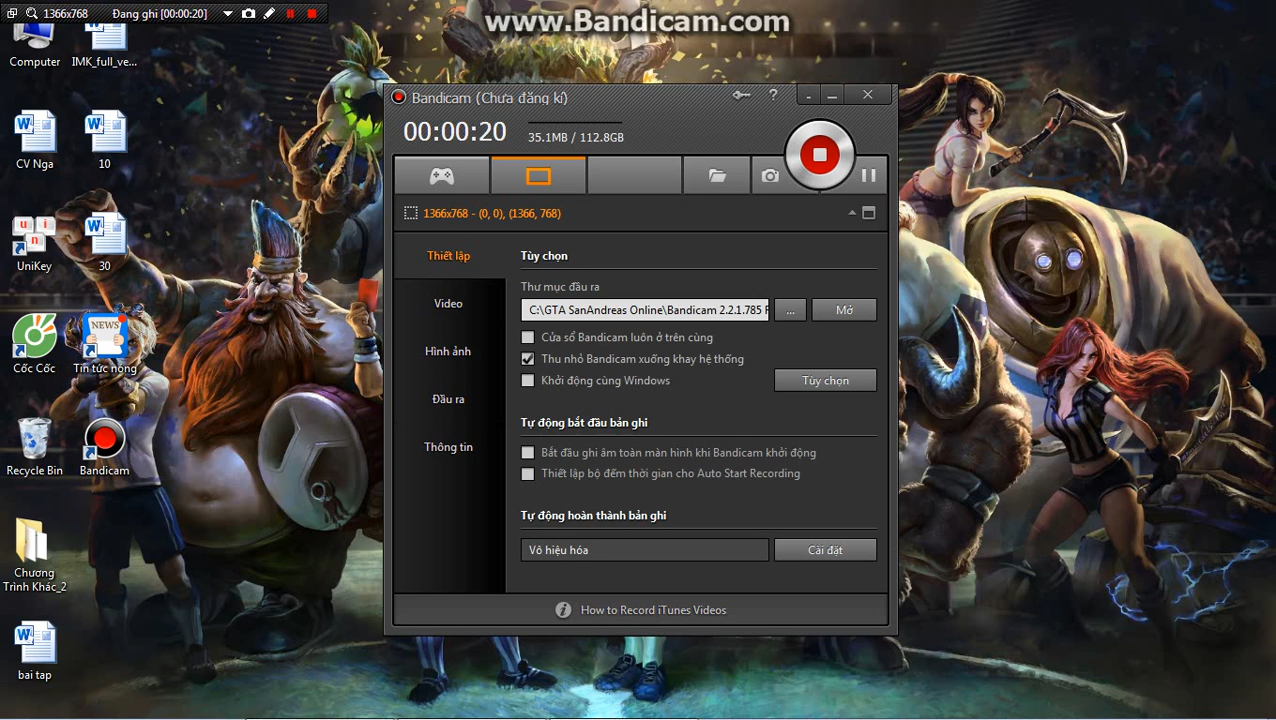 1366x768 Đang ghi [00:00:20]
www.Bandicam.com
Computer
IMK_full_ve...
CV Nga
10
UniKey
30
Cốc Cốc
NEWS
Tin tức nóng
Recycle Bin
Bandicam
Chương
Trinh Khác_2
bai tap
Bandicam (Chưa đăng kí)
00:00:20
35.1MB / 112.8GB
1366x768 - (0, 0), (1366, 768)
Thiết lập
Video
Hình ảnh
Đầu ra
Thông tin
Tùy chọn
Thư mục đầu ra
C:\GTA SanAndreas Online\Bandicam 2.2.1.785 F
...
Mở
Cửa sổ Bandicam luôn ở trên cùng
Thu nhỏ Bandicam xuống khay hệ thống
Khởi động cùng Windows
Tùy chọn
Tự động bắt đầu bản ghi
Bắt đầu ghi âm toàn màn hình khi Bandicam khởi động
Thiết lập bộ đếm thời gian cho Auto Start Recording
Tự động hoàn thành bản ghi
Vô hiệu hóa
Cài đặt
How to Record iTunes Videos